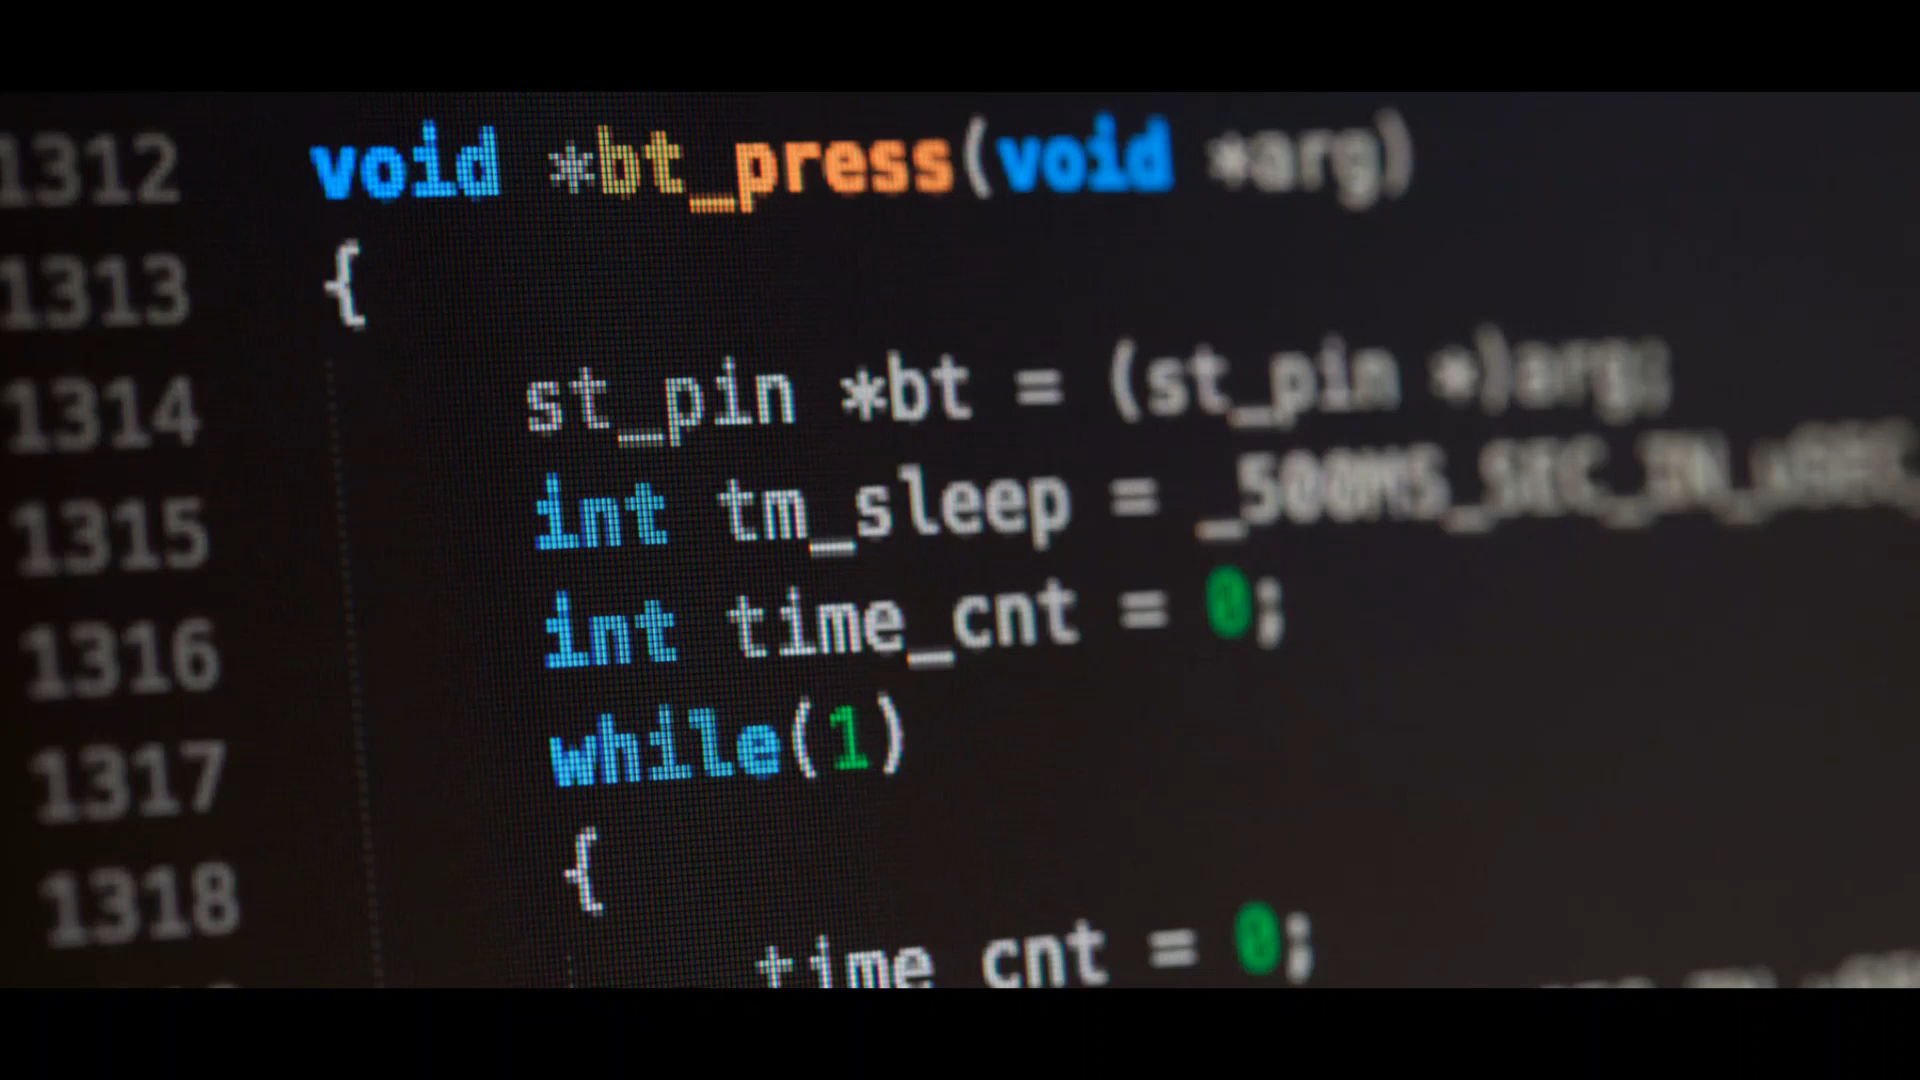 1312 void *bt_press(void *arg)
1313 {
1314 st_pin *bt = (st_pin *)arg;
1315 int tm_sleep = _500MS_SEC_IN_uSEC
1316 int time_cnt = 0;
1317 while(1)
1318 {
time_cnt = 0;